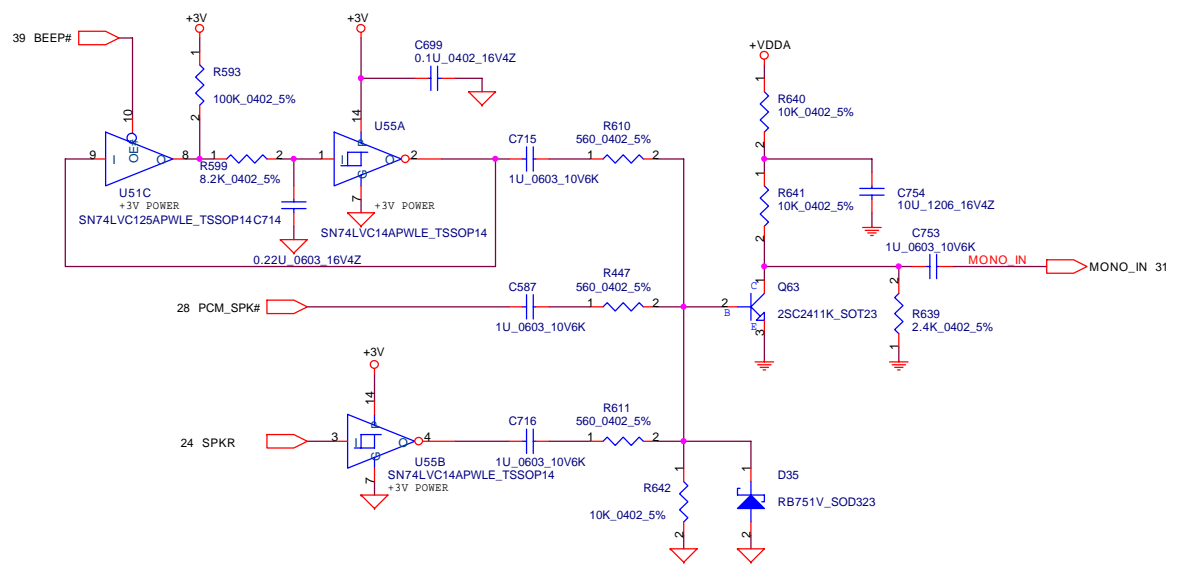 +3V
+3V
39 BEEP#
C699
0.1U_0402_16V4Z
+VDDA
1
R593
100K_0402_5%
2
10
14
U55A
1
R640
10K_0402_5%
2
C715
R610
560_0402_5%
9
I
OE#
O
8
1
2
R599
8.2K_0402_5%
1
I
P
O
G
2
1
2
1U_0603_10V6K
7
U51C
+3V POWER
SN74LVC125APWLE_TSSOP14
C714
+3V POWER
SN74LVC14APWLE_TSSOP14
0.22U_0603_16V4Z
1
R641
10K_0402_5%
2
C754
10U_1206_16V4Z
C753
1U_0603_10V6K
MONO_IN
MONO_IN 31
28 PCM_SPK#
C587
1U_0603_10V6K
R447
560_0402_5%
1
2
2
B
C
1
E
3
Q63
2SC2411K_SOT23
2
R639
2.4K_0402_5%
1
+3V
14
24 SPKR
3
I
P
O
G
4
7
U55B
SN74LVC14APWLE_TSSOP14
+3V POWER
C716
1U_0603_10V6K
R611
560_0402_5%
1
2
1
R642
10K_0402_5%
2
1
D35
RB751V_SOD323
2